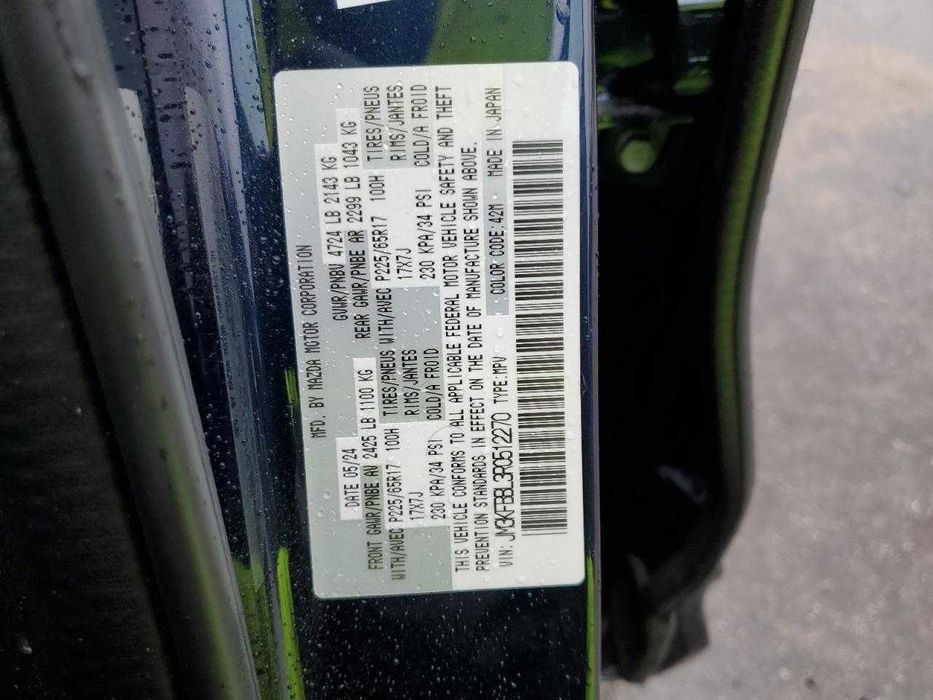 MFD. BY MAZDA MOTOR CORPORATION
DATE 05/24 GVWR/PNBV 4724 LB 2143 KG
FRONT GAWR/PNBE AV 2425 LB 1100 KG REAR GAWR/PNBE AR 2299 LB 1043 KG
WITH/AVEC P225/65R17 100H TIRES/PNEUS WITH/AVEC P225/65R17 100H TIRES/PNEUS
17X7J RIMS/JANTES 17X7J RIMS/JANTES
230 KPA/34 PSI COLD/A FROID 230 KPA/34 PSI COLD/A FROID
THIS VEHICLE CONFORMS TO ALL APPLICABLE FEDERAL MOTOR VEHICLE SAFETY AND THEFT
PREVENTION STANDARDS IN EFFECT ON THE DATE OF MANUFACTURE SHOWN ABOVE.
VIN: JM3KFBBL3R0512270 TYPE:MPV COLOR CODE:42M MADE IN JAPAN